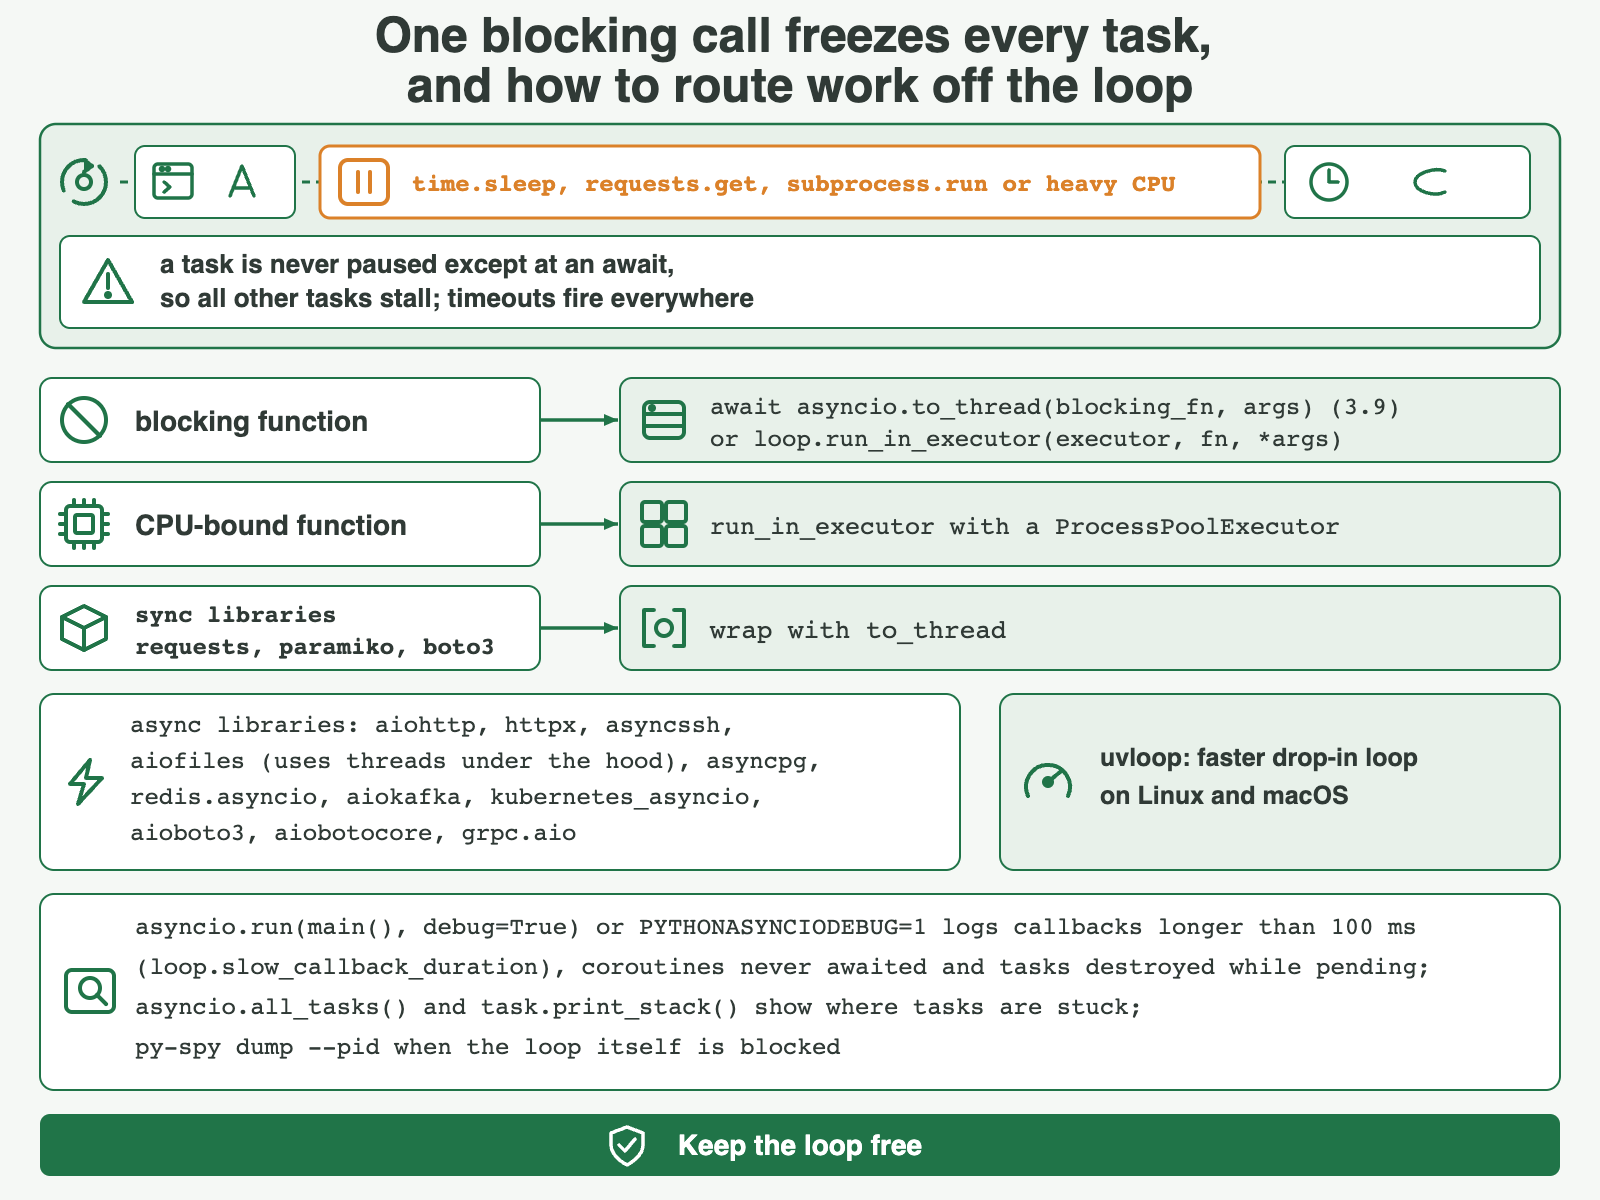 One blocking call freezes every task,
and how to route work off the loop
A
time.sleep, requests.get, subprocess.run or heavy CPU
C
a task is never paused except at an await,
so all other tasks stall; timeouts fire everywhere
blocking function
await asyncio.to_thread(blocking_fn, args) (3.9)
or loop.run_in_executor(executor, fn, *args)
CPU-bound function
run_in_executor with a ProcessPoolExecutor
sync libraries
requests, paramiko, boto3
wrap with to_thread
async libraries: aiohttp, httpx, asyncssh,
aiofiles (uses threads under the hood), asyncpg,
redis.asyncio, aiokafka, kubernetes_asyncio,
aioboto3, aiobotocore, grpc.aio
uvloop: faster drop-in loop
on Linux and macOS
asyncio.run(main(), debug=True) or PYTHONASYNCIODEBUG=1 logs callbacks longer than 100 ms
(loop.slow_callback_duration), coroutines never awaited and tasks destroyed while pending;
asyncio.all_tasks() and task.print_stack() show where tasks are stuck;
py-spy dump --pid when the loop itself is blocked
Keep the loop free